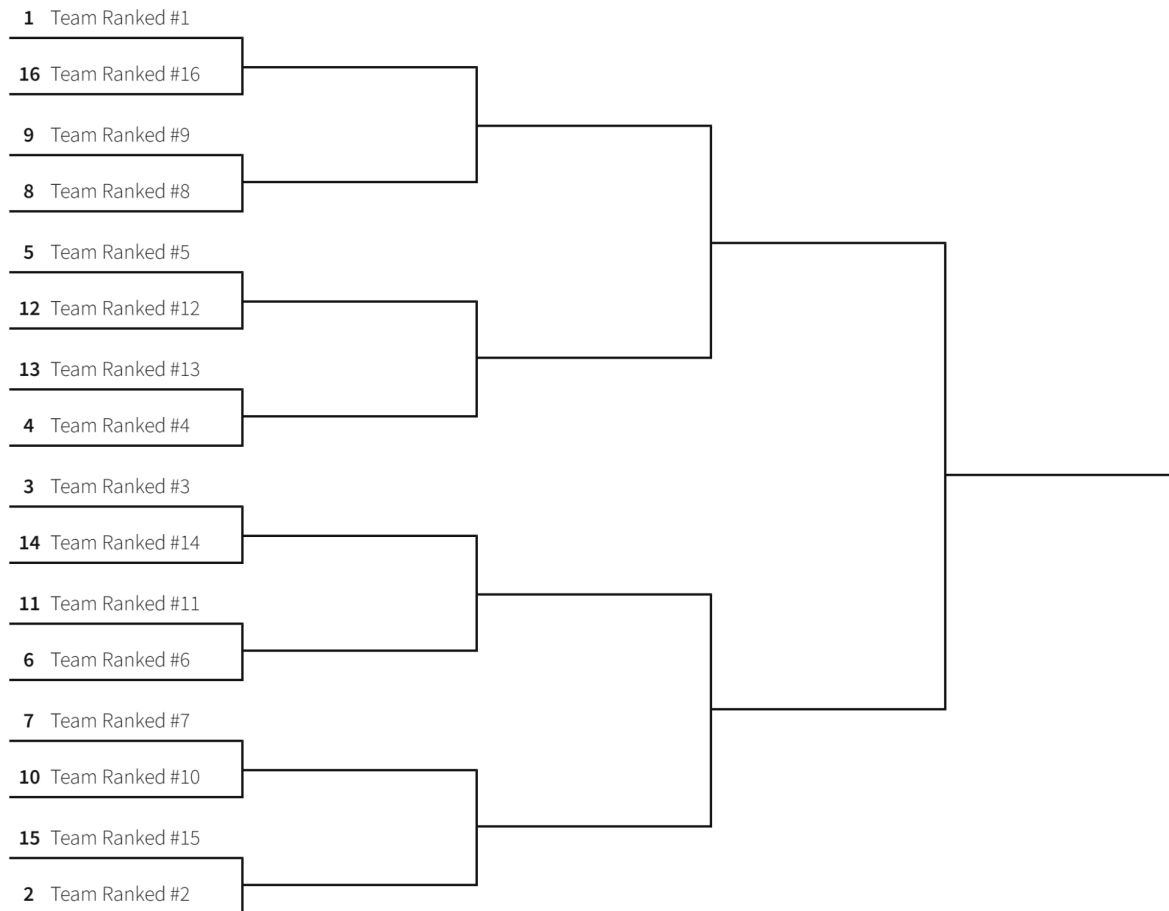 1 Team Ranked #1
16 Team Ranked #16
9 Team Ranked #9
8 Team Ranked #8
5 Team Ranked #5
12 Team Ranked #12
13 Team Ranked #13
4 Team Ranked #4
3 Team Ranked #3
14 Team Ranked #14
11 Team Ranked #11
6 Team Ranked #6
7 Team Ranked #7
10 Team Ranked #10
15 Team Ranked #15
2 Team Ranked #2